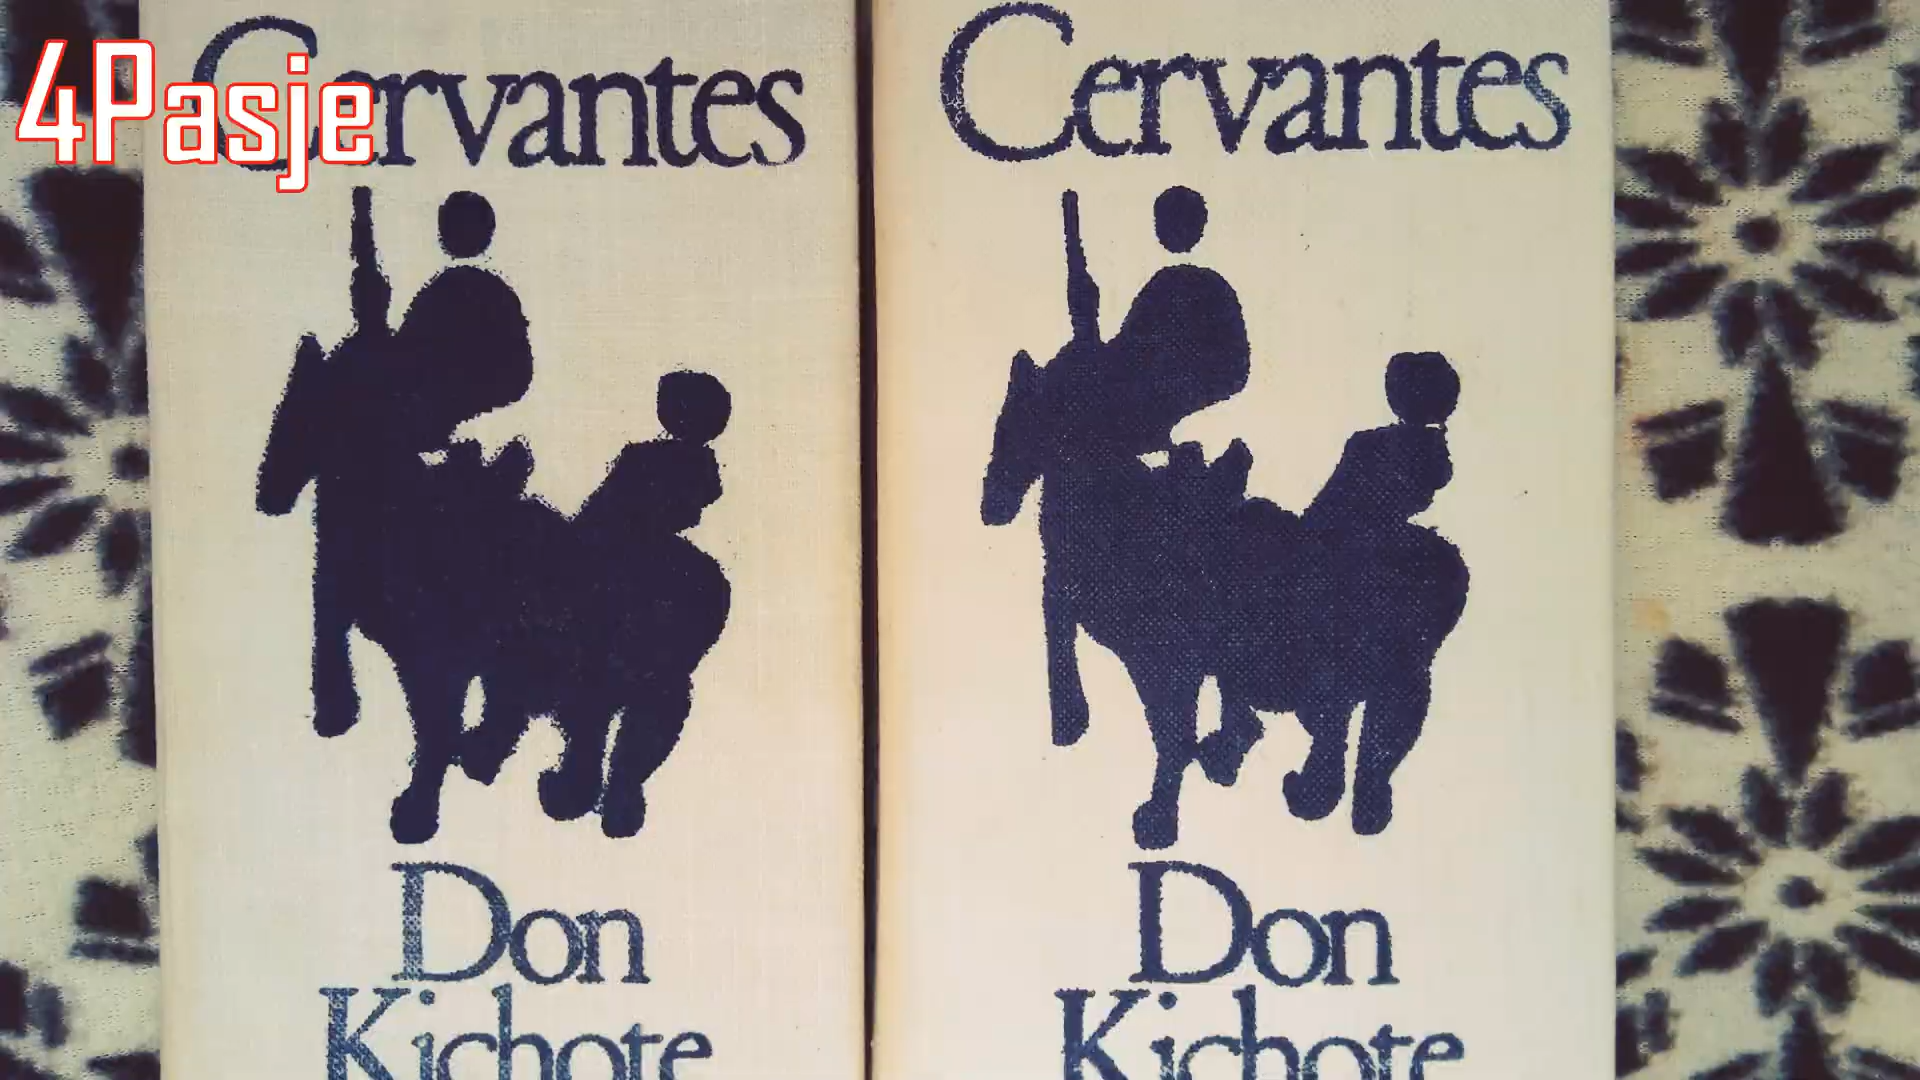 4Pasje
Cervantes
Don
Kichote
Cervantes
Don
Kichote